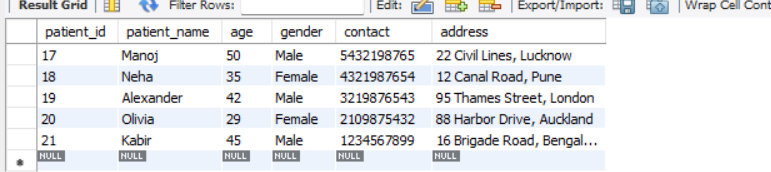 Result Grid Filter Rows: Edit: Export/Import: Wrap Cell Cont
patient_id patient_name age gender contact address
17 Manoj 50 Male 5432198765 22 Civil Lines, Lucknow
18 Neha 35 Female 4321987654 12 Canal Road, Pune
19 Alexander 42 Male 3219876543 95 Thames Street, London
20 Olivia 29 Female 2109875432 88 Harbor Drive, Auckland
21 Kabir 45 Male 1234567899 16 Brigade Road, Bengal...
NULL NULL NULL NULL NULL NULL